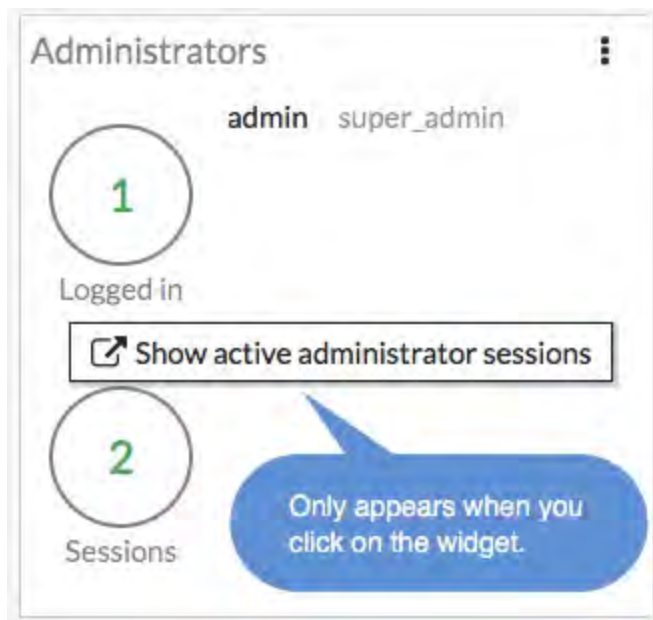 Administrators
admin super_admin
1
Logged in
Show active administrator sessions
2
Sessions
Only appears when you
click on the widget.